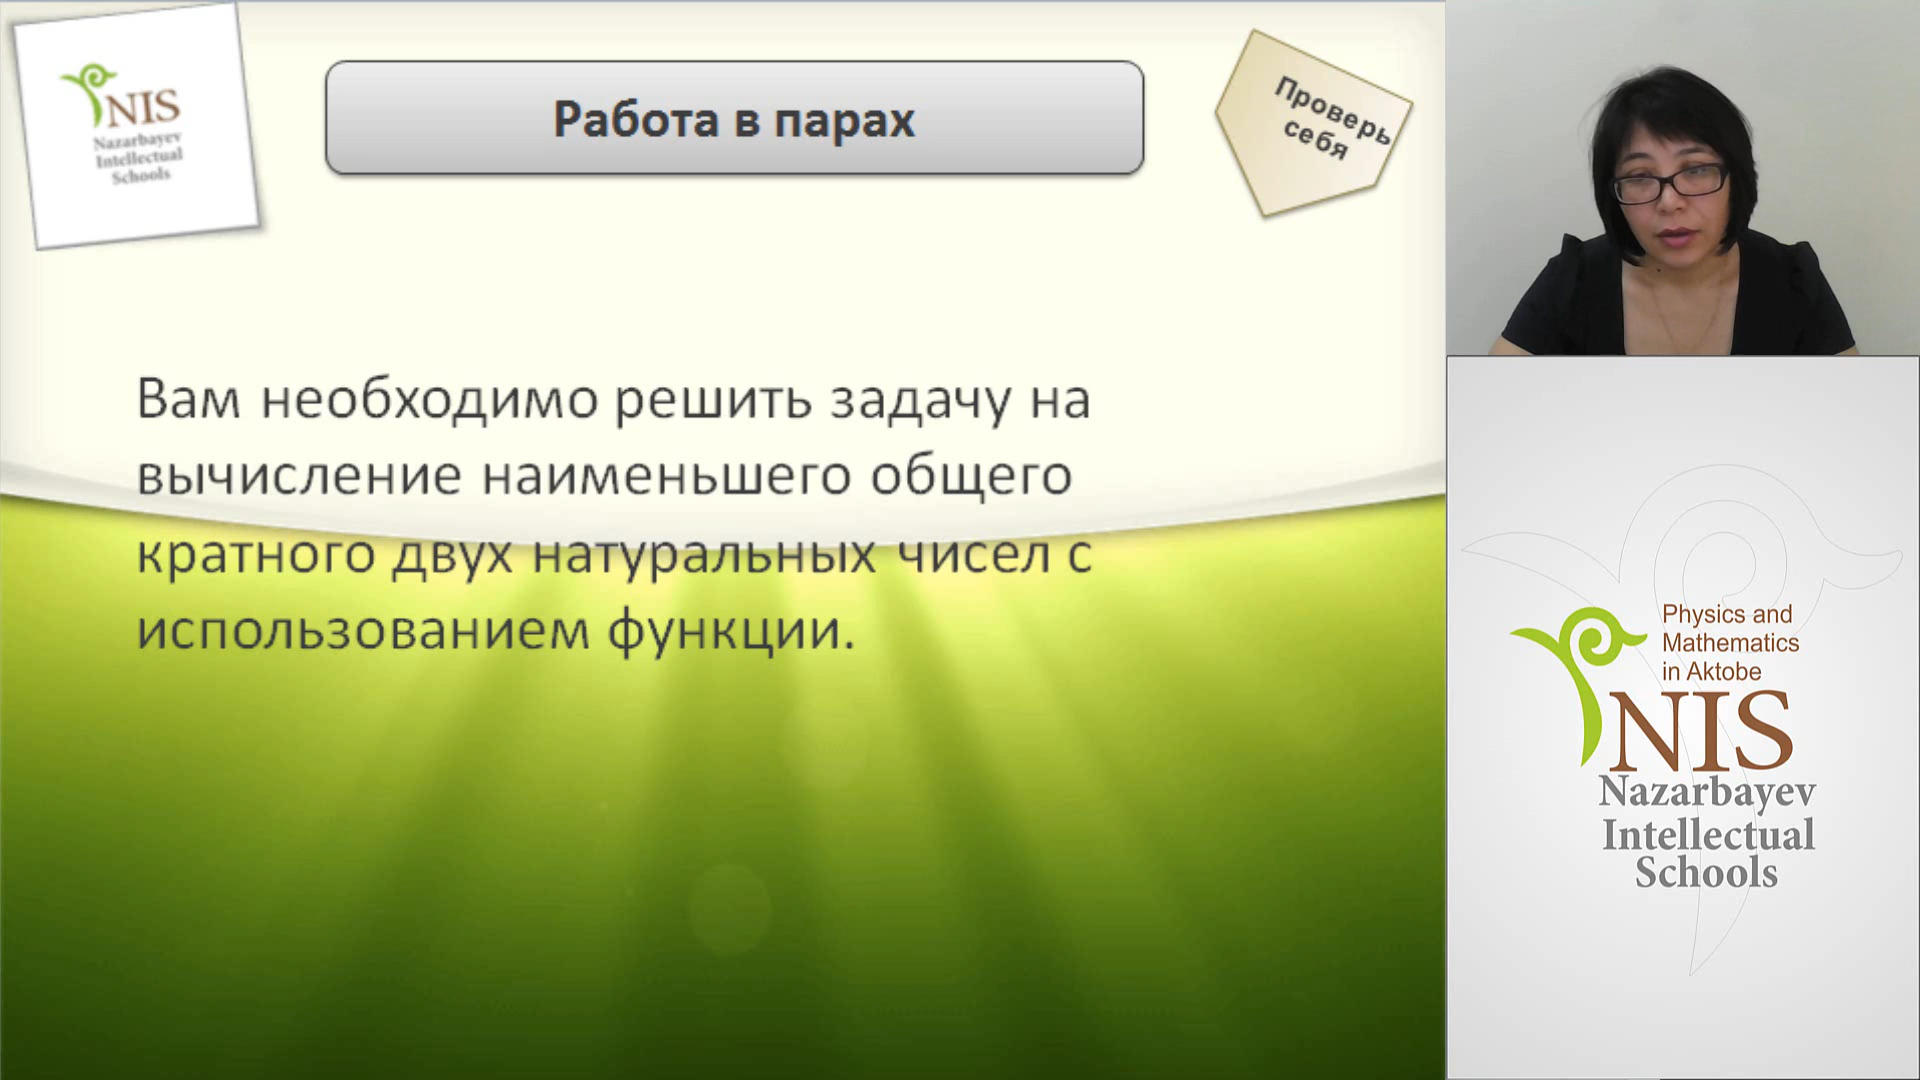 NIS
Nazarbayev
Intellectual
Schools
Работа в парах
Проверь
себя
Вам необходимо решить задачу на
вычисление наименьшего общего
кратного двух натуральных чисел с
использованием функции.
Physics and
Mathematics
in Aktobe
NIS
Nazarbayev
Intellectual
Schools